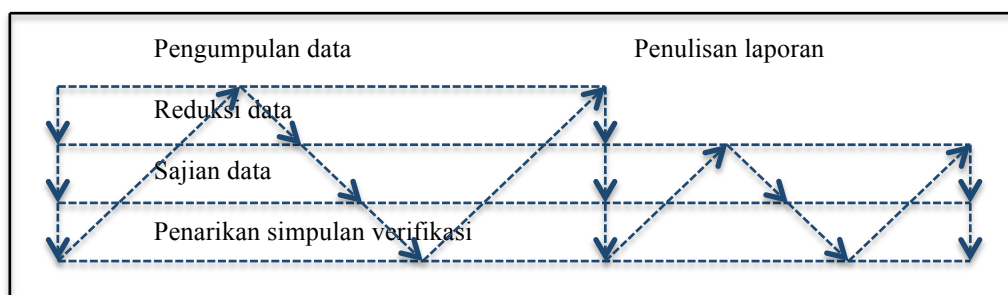 Pengumpulan data Penulisan laporan
Reduksi data
Sajian data
Penarikan simpulan verifikasi